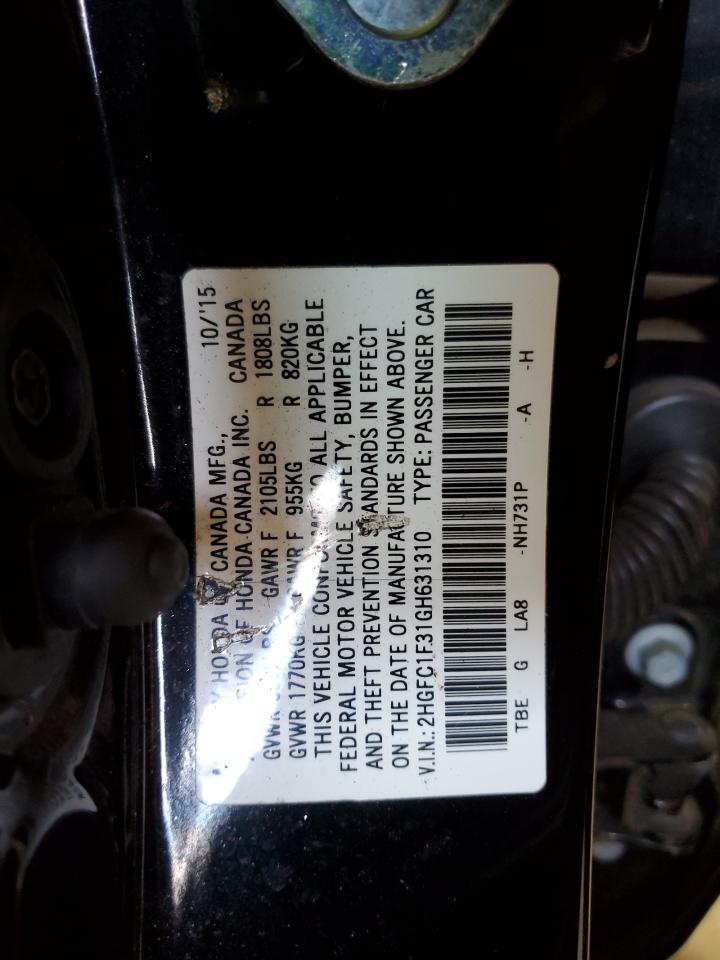 HONDA CANADA MFG., 10/'15
OF HONDA CANADA INC. CANADA
GVWR GAWR F 2105LBS R 1808LBS
GVWR 1770KG GAWR F 955KG R 820KG
THIS VEHICLE ALL APPLICABLE
FEDERAL MOTOR VEHICLE SAFETY, BUMPER,
AND THEFT PREVENTION STANDARDS IN EFFECT
ON THE DATE OF MANUFACTURE SHOWN ABOVE.
V.I.N.: 2HGFC1F31GH631310 TYPE: PASSENGER CAR
TBE G LA8 -NH731P -A -H